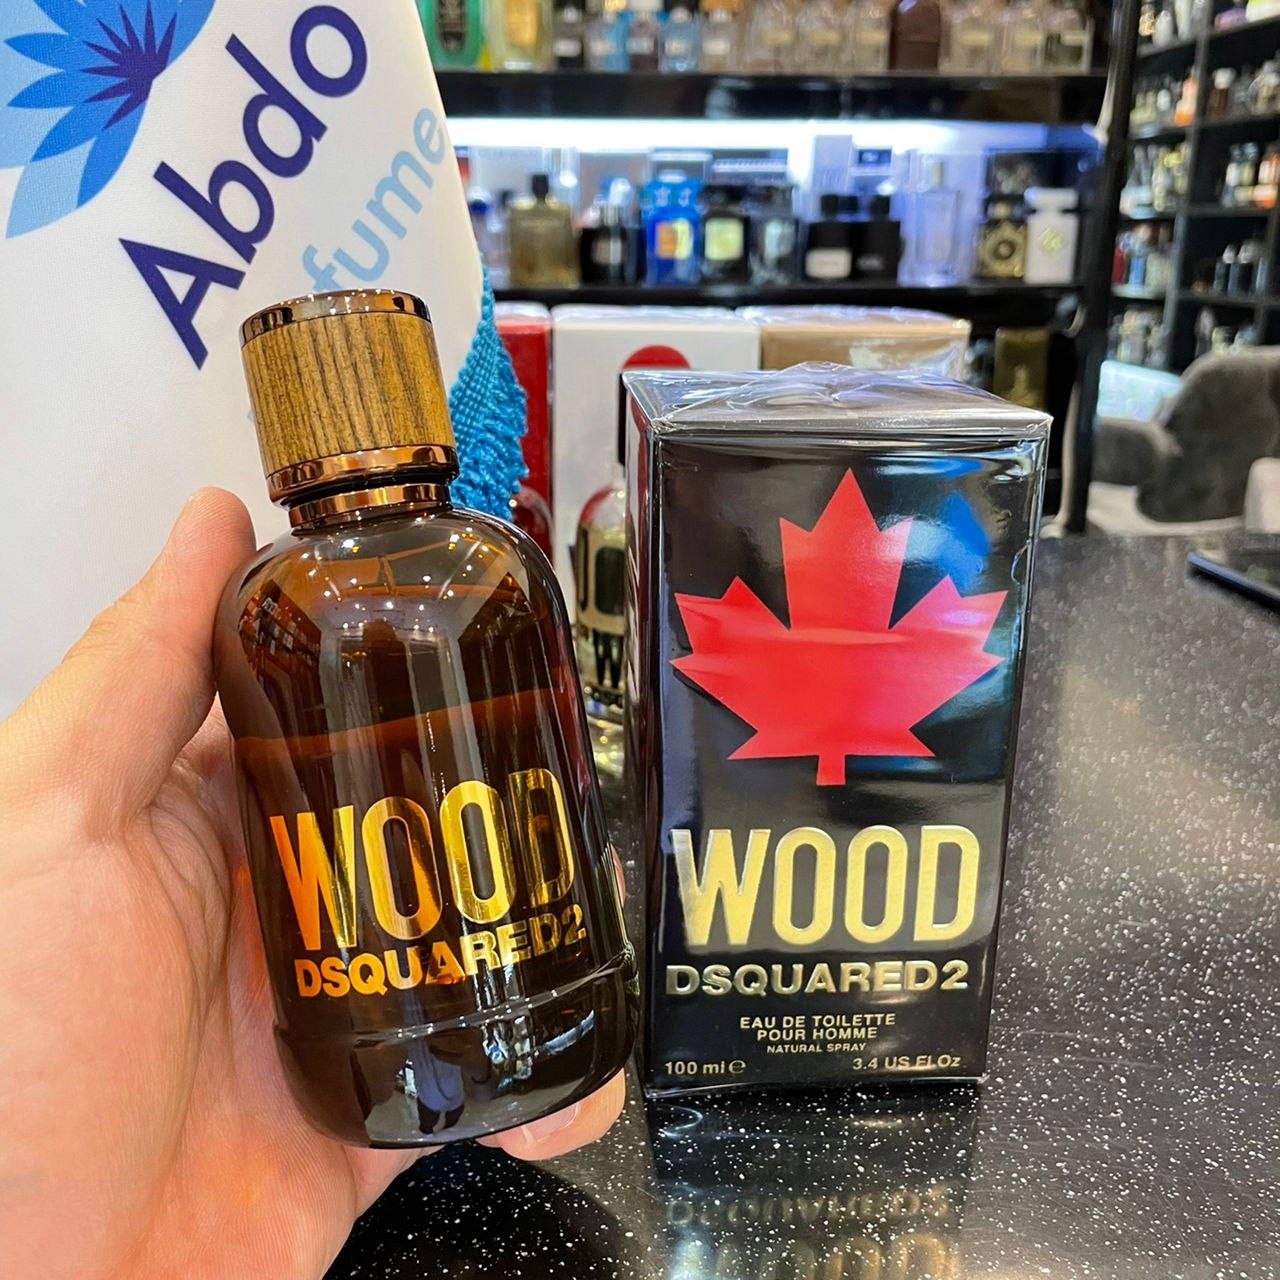 Abdo
fume
WOOD
DSQUARED2
WOOD
DSQUARED2
EAU DE TOILETTE
POUR HOMME
NATURAL SPRAY
100 ml e 3.4 US Fl Oz